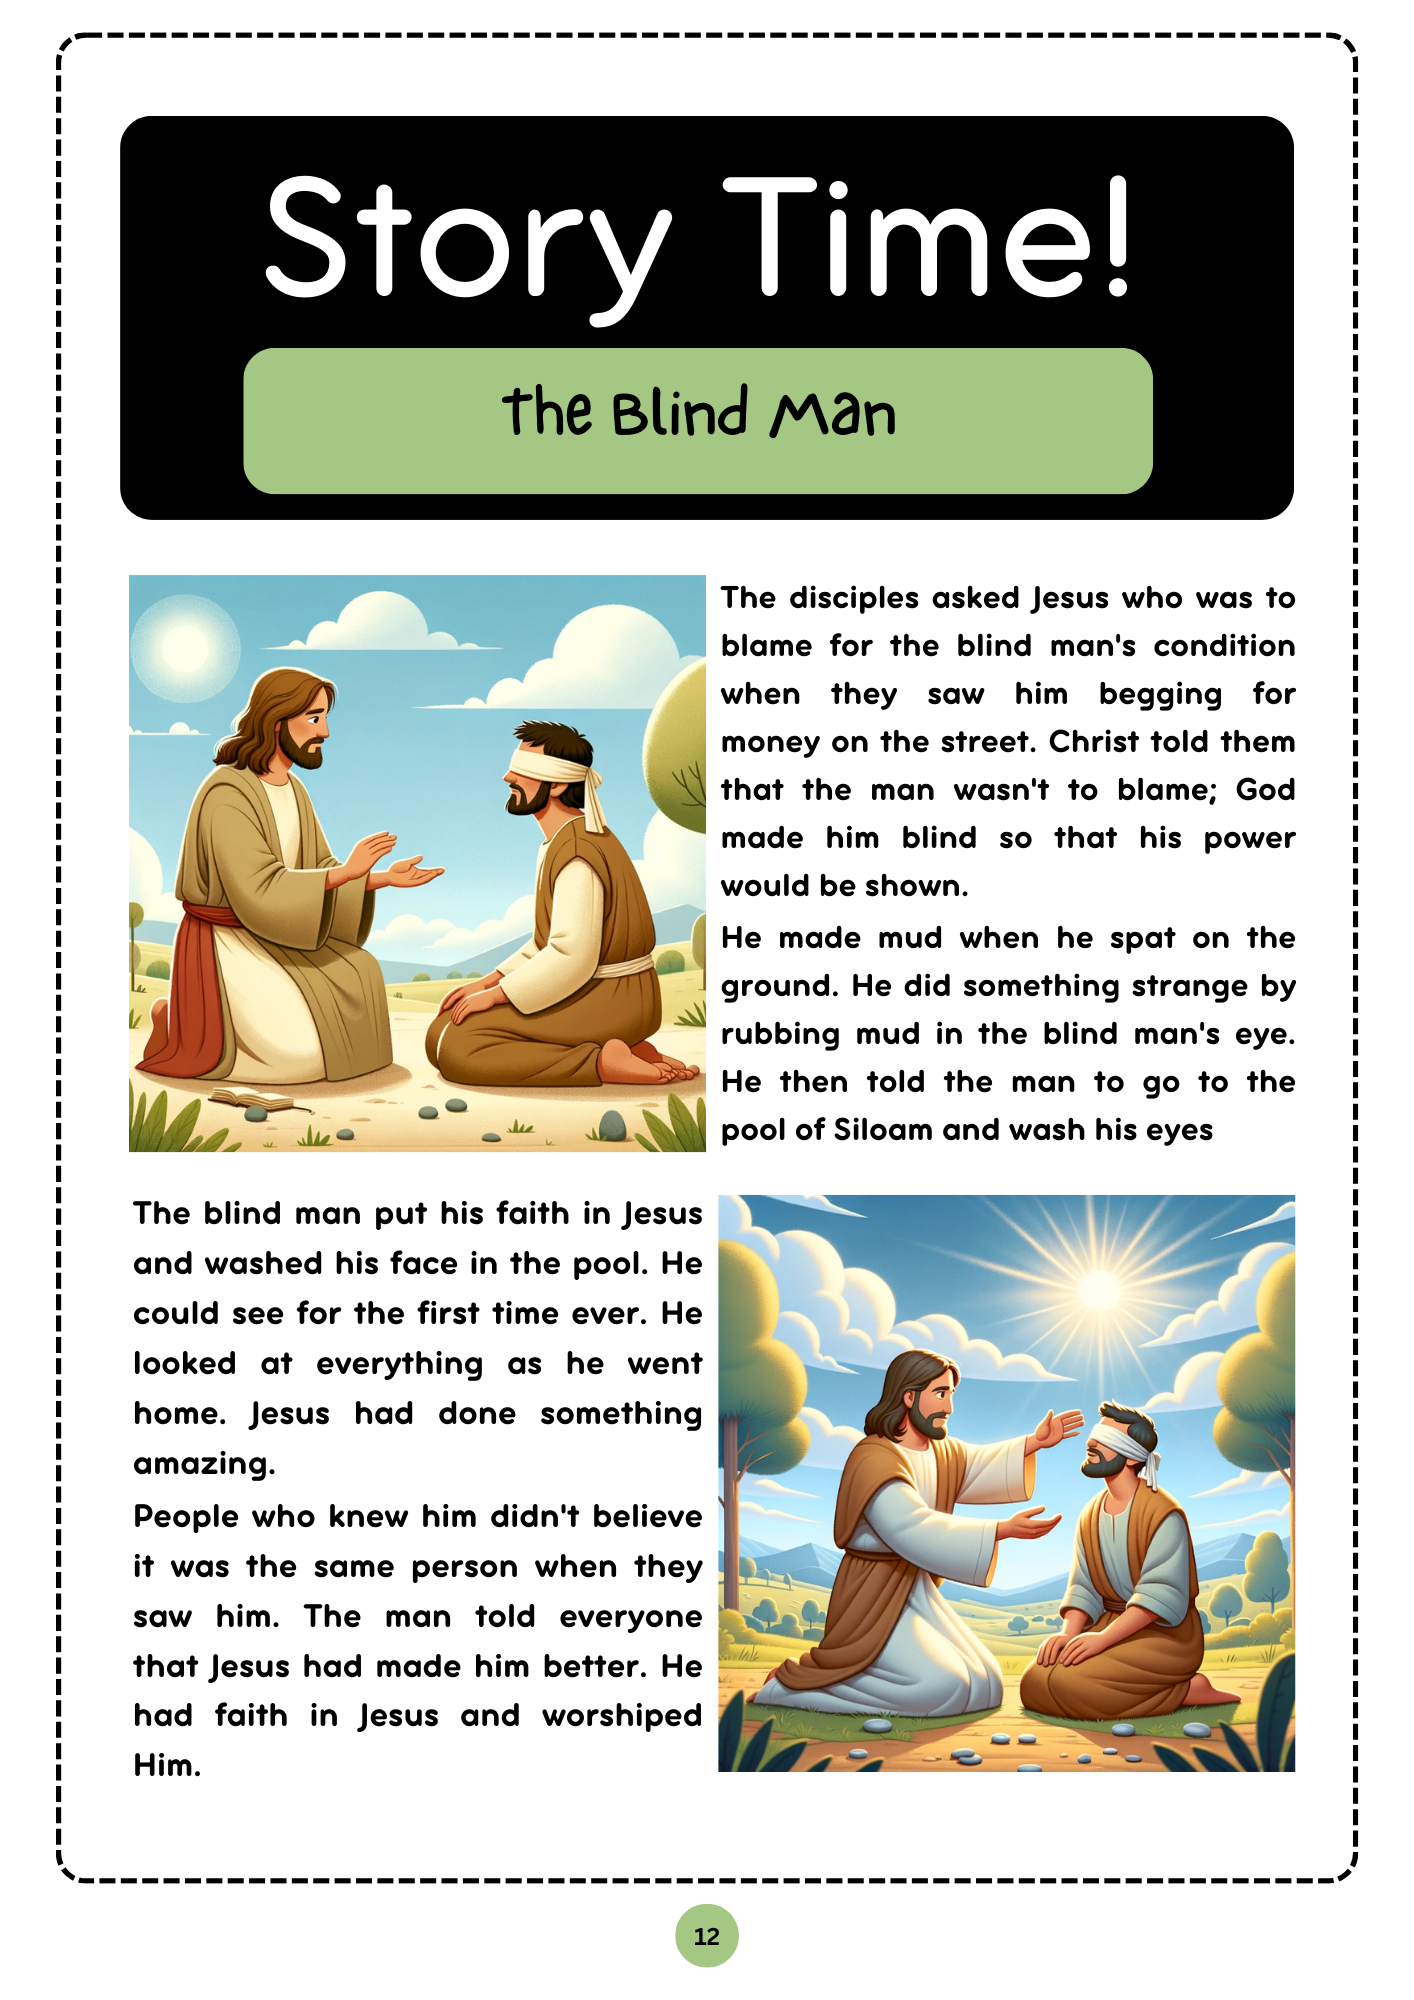 Story Time!
the Blind Man
The disciples asked Jesus who was to
blame for the blind man's condition
when they saw him begging for
money on the street. Christ told them
that the man wasn't to blame; God
made him blind so that his power
would be shown.
He made mud when he spat on the
ground. He did something strange by
rubbing mud in the blind man's eye.
He then told the man to go to the
pool of Siloam and wash his eyes
The blind man put his faith in Jesus
and washed his face in the pool. He
could see for the first time ever. He
looked at everything as he went
home. Jesus had done something
amazing.
People who knew him didn't believe
it was the same person when they
saw him. The man told everyone
that Jesus had made him better. He
had faith in Jesus and worshiped
Him.
12